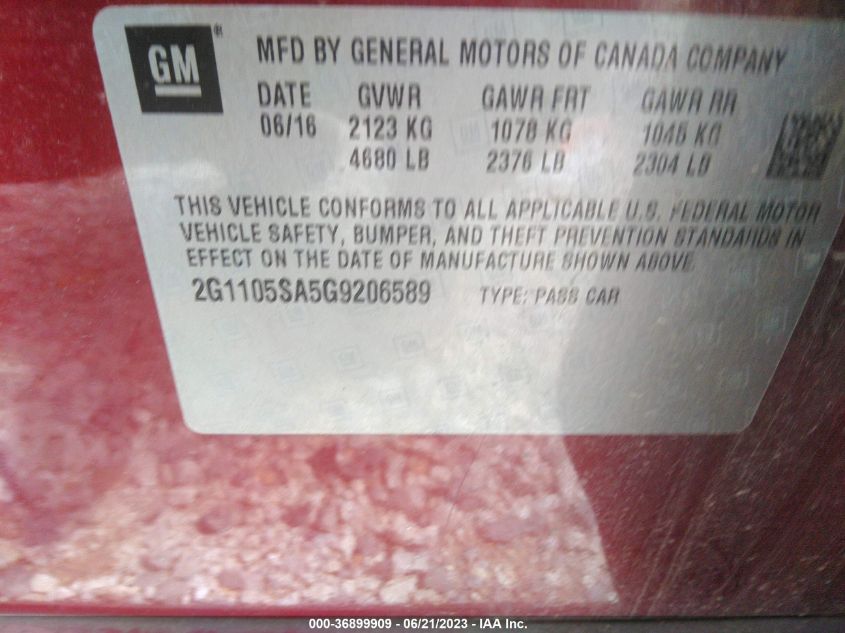 GM®
MFD BY GENERAL MOTORS OF CANADA COMPANY
DATE GVWR GAWR FRT GAWR RR
06/16 2123 KG 1078 KG 1045 KG
4680 LB 2376 LB 2304 LB
THIS VEHICLE CONFORMS TO ALL APPLICABLE U.S. FEDERAL MOTOR
VEHICLE SAFETY, BUMPER, AND THEFT PREVENTION STANDARDS IN
EFFECT ON THE DATE OF MANUFACTURE SHOWN ABOVE.
2G1105SA5G9206589 TYPE: PASS CAR
000-36899909 - 06/21/2023 - IAA Inc.